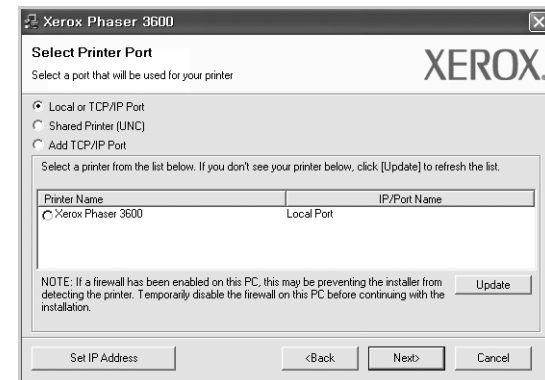 Xerox Phaser 3600
Select Printer Port
Select a port that will be used for your printer
XEROX.
Local or TCP/IP Port
Shared Printer (UNC)
Add TCP/IP Port
Select a printer from the list below. If you don't see your printer below, click [Update] to refresh the list.
Printer Name IP/Port Name
Xerox Phaser 3600 Local Port
NOTE: If a firewall has been enabled on this PC, this may be preventing the installer from
detecting the printer. Temporarily disable the firewall on this PC before continuing with the
installation.
Update
Set IP Address <Back Next> Cancel